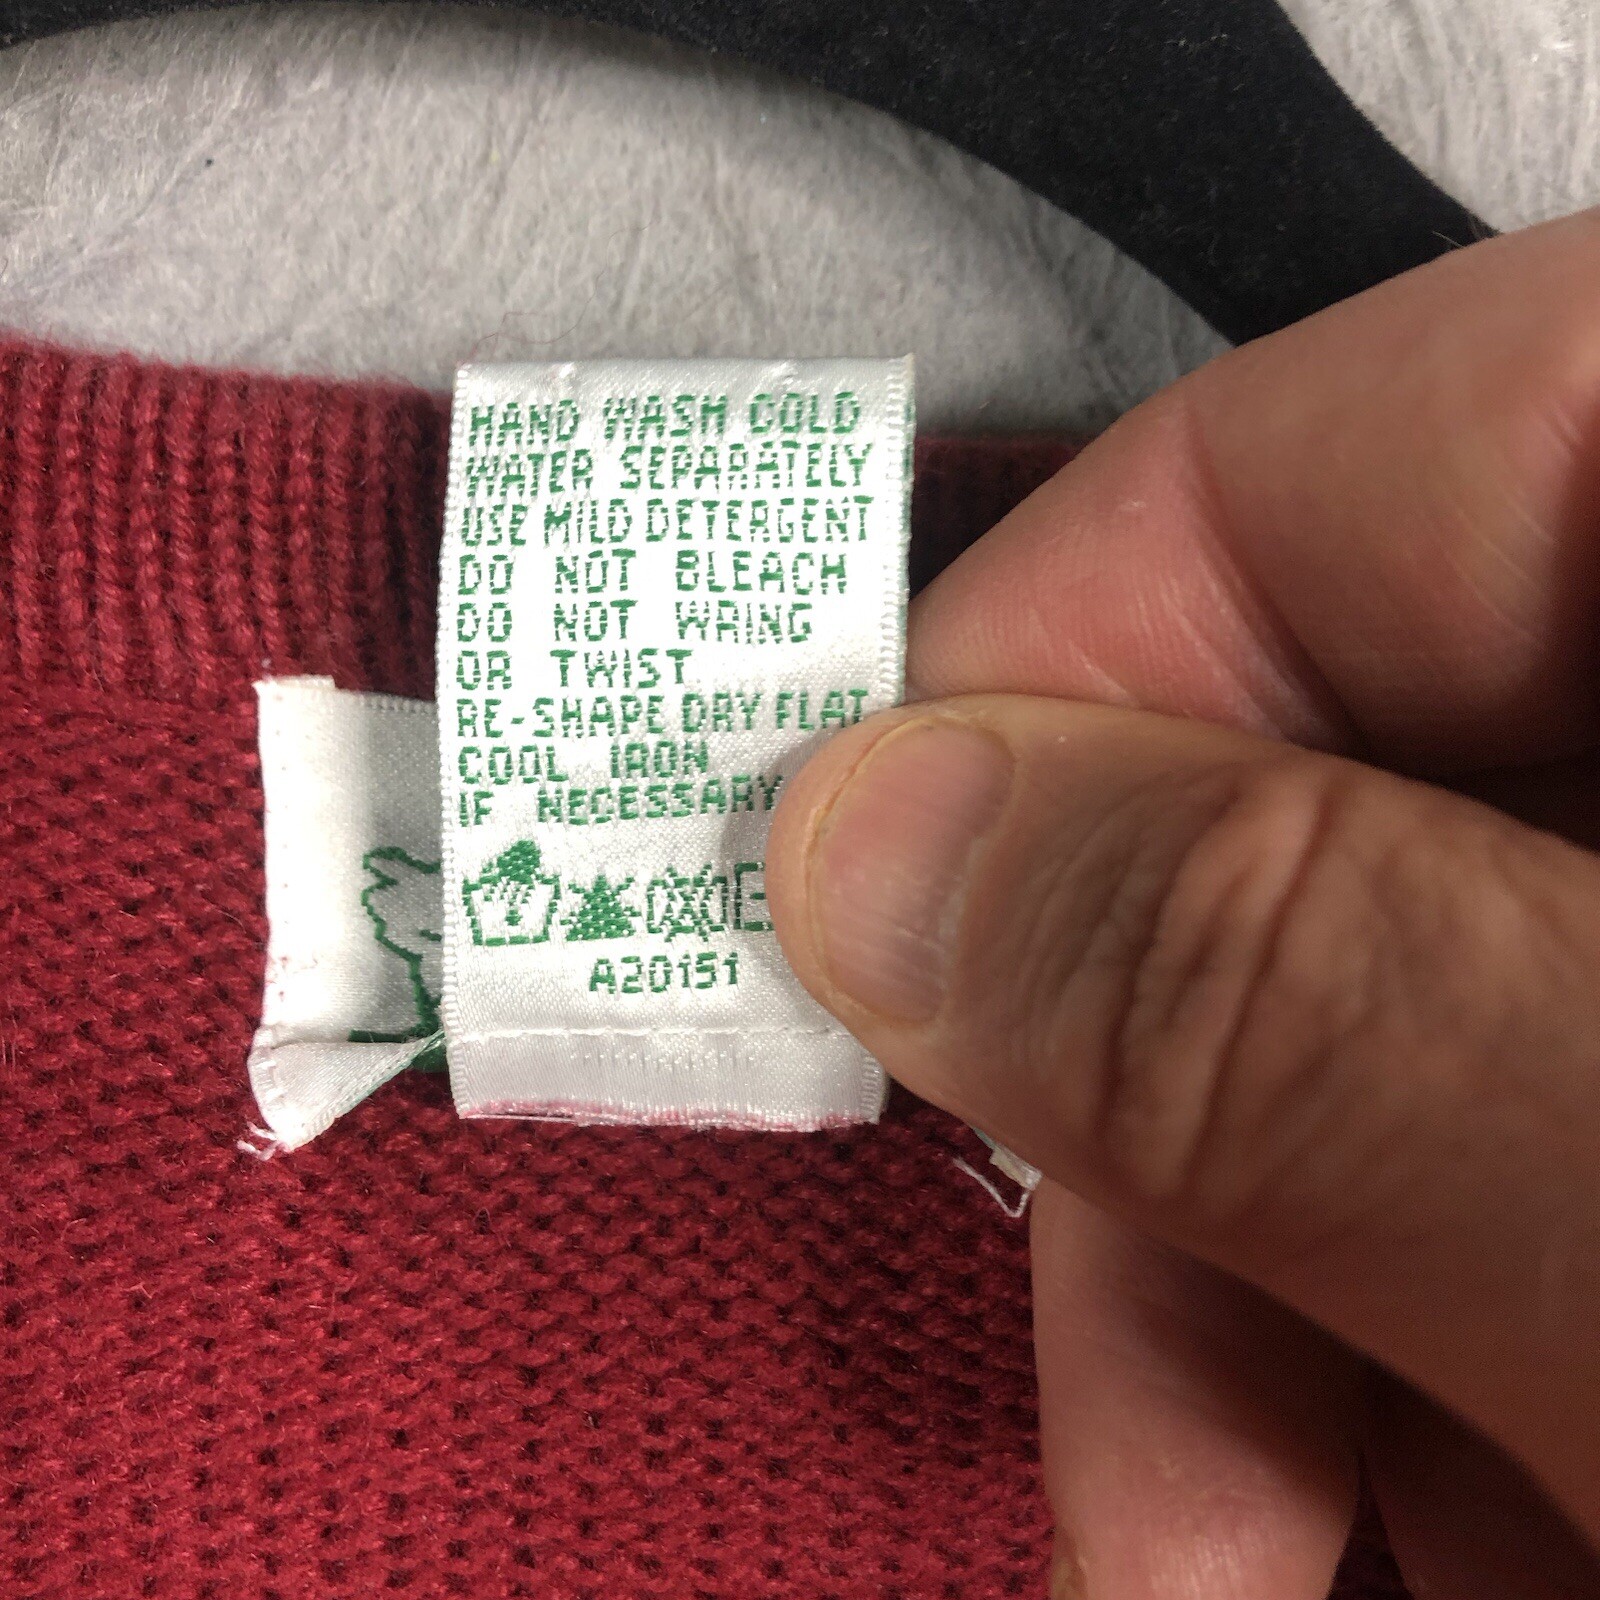 HAND WASH COLD
WATER SEPARATELY
USE MILD DETERGENT
DO NOT BLEACH
DO NOT WRING
OR TWIST
RE-SHAPE DRY FLAT
COOL IRON
IF NECESSARY
A20151